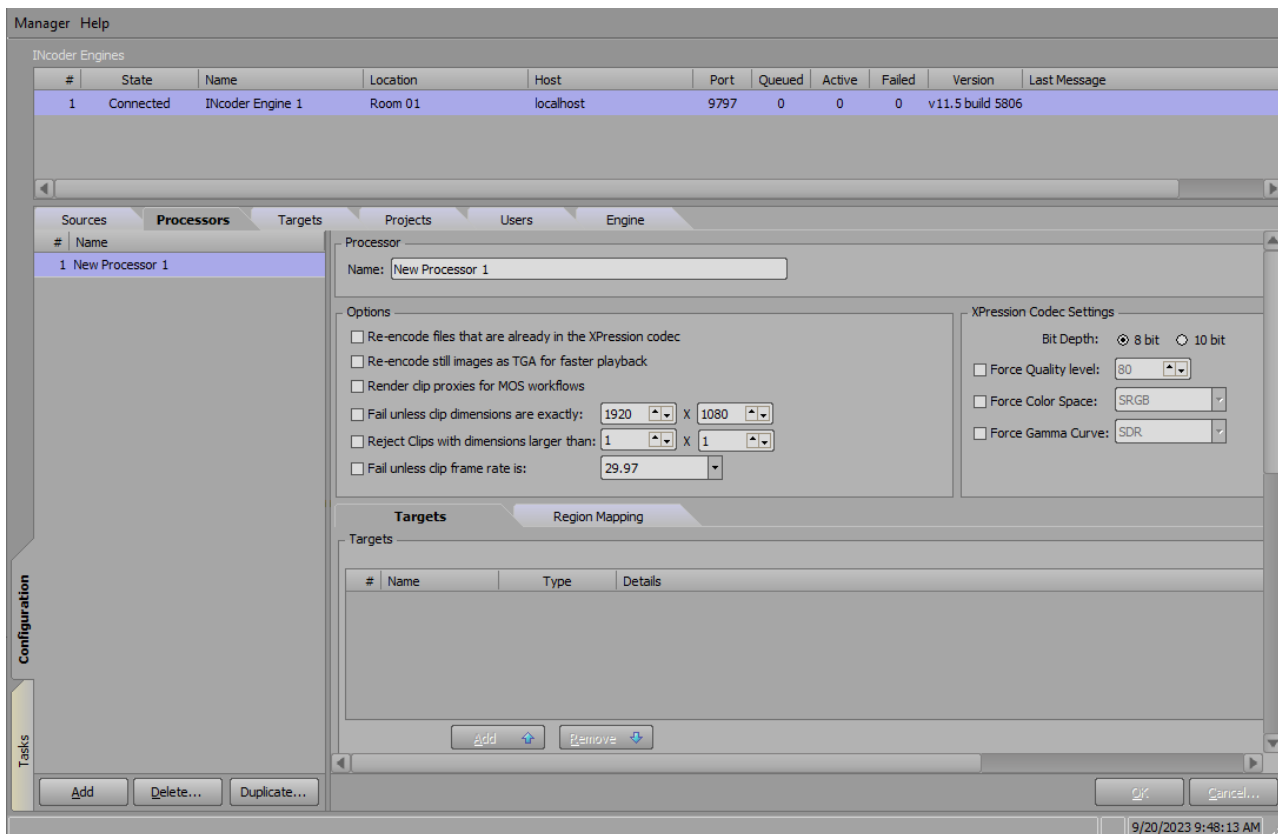 Manager Help
INcoder Engines
# State Name Location Host Port Queued Active Failed Version Last Message
1 Connected INcoder Engine 1 Room 01 localhost 9797 0 0 0 v11.5 build 5806
Sources Processors Targets Projects Users Engine
# Name
1 New Processor 1
Processor
Name: New Processor 1
Options
Re-encode files that are already in the XPression codec
Re-encode still images as TGA for faster playback
Render clip proxies for MOS workflows
Fail unless clip dimensions are exactly: 1920 X 1080
Reject Clips with dimensions larger than: 1 X 1
Fail unless clip frame rate is: 29.97
XPression Codec Settings
Bit Depth: 8 bit 10 bit
Force Quality level: 80
Force Color Space: SRGB
Force Gamma Curve: SDR
Targets Region Mapping
Targets
# Name Type Details
Add Remove
Configuration
Tasks
Add Delete... Duplicate...
OK Cancel...
9/20/2023 9:48:13 AM